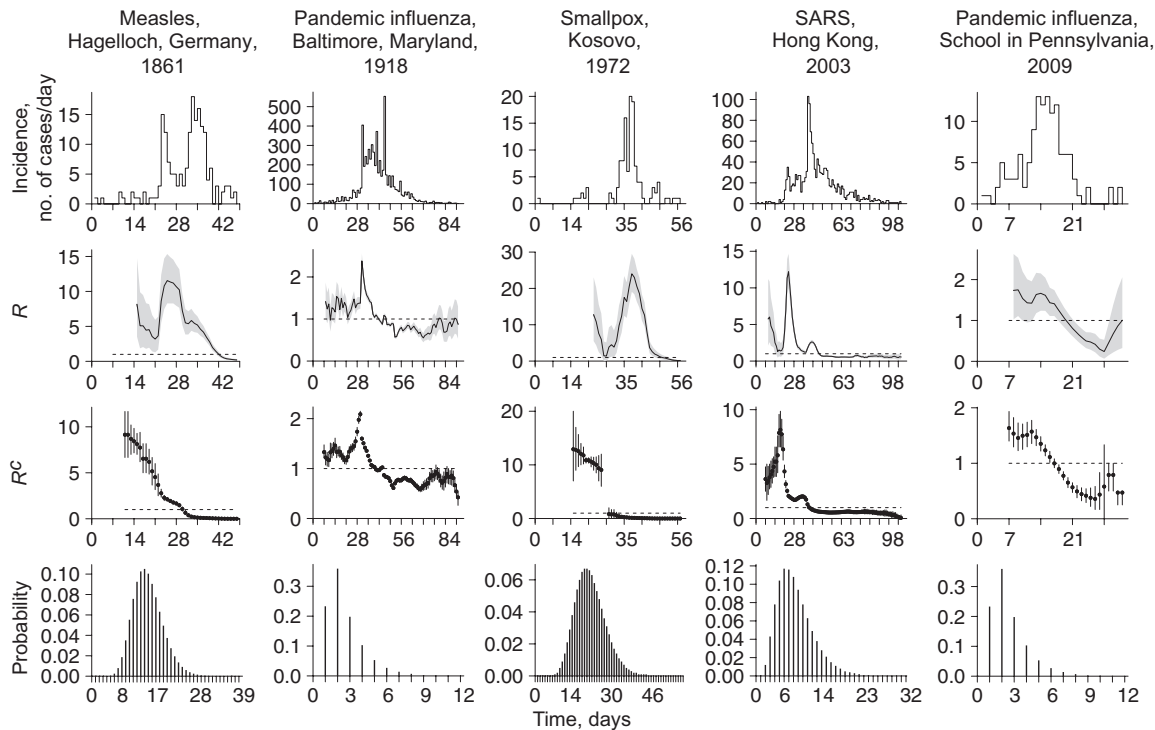 Measles,
Hagelloch, Germany,
1861
Pandemic influenza,
Baltimore, Maryland,
1918
Smallpox,
Kosovo,
1972
SARS,
Hong Kong,
2003
Pandemic influenza,
School in Pennsylvania,
2009
Incidence,
no. of cases/day
15
10
5
0
0 14 28 42
500
400
300
200
100
0
0 28 56 84
20
15
10
5
0
14 35 56
100
80
60
40
20
0
0 28 63 98
10
5
0
0 7 21
R
15
10
5
0
0 14 28 42
2
1
0
0 28 56 84
30
20
10
0
14 35 56
15
10
5
0
0 28 63 98
3
2
1
0
0 7 21
Rc
10
5
0
0 14 28 42
2
1
0
0 28 56 84
20
10
0
14 35 56
10
5
0
0 28 63 98
2
1
0
0 7 21
Probability
0.10
0.08
0.06
0.04
0.02
0.00
0 8 17 28 39
0.3
0.2
0.1
0.0
0 3 6 9 12
0.06
0.04
0.02
0.00
0 14 30 46
0.12
0.10
0.08
0.06
0.04
0.02
0.00
0 6 14 23 32
0.3
0.2
0.1
0.0
0 3 6 9 12
Time, days